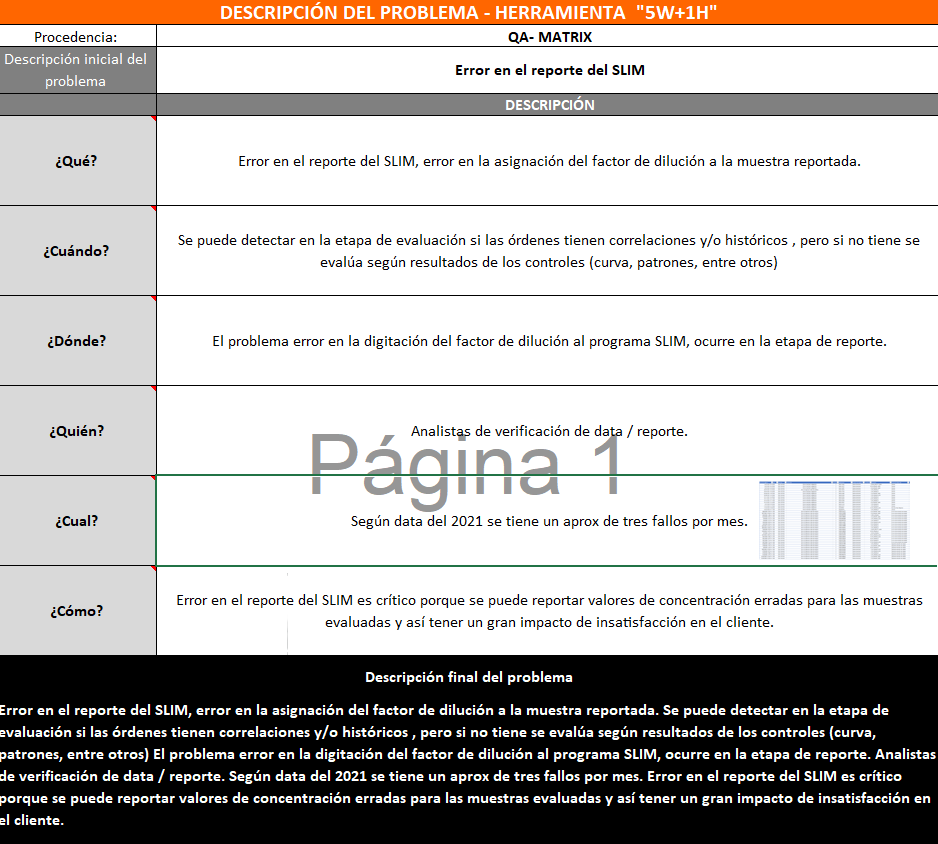 DESCRIPCIÓN DEL PROBLEMA - HERRAMIENTA "5W+1H"
Procedencia:
QA- MATRIX
Descripción inicial del
problema
Error en el reporte del SLIM
DESCRIPCIÓN
¿Qué?
Error en el reporte del SLIM, error en la asignación del factor de dilución a la muestra reportada.
¿Cuándo?
Se puede detectar en la etapa de evaluación si las órdenes tienen correlaciones y/o históricos , pero si no tiene se
evalúa según resultados de los controles (curva, patrones, entre otros)
¿Dónde?
El problema error en la digitación del factor de dilución al programa SLIM, ocurre en la etapa de reporte.
¿Quién?
Analistas de verificación de data / reporte.
Página 1
¿Cual?
Según data del 2021 se tiene un aprox de tres fallos por mes.
¿Cómo?
Error en el reporte del SLIM es crítico porque se puede reportar valores de concentración erradas para las muestras
evaluadas y así tener un gran impacto de insatisfacción en el cliente.
Descripción final del problema
Error en el reporte del SLIM, error en la asignación del factor de dilución a la muestra reportada. Se puede detectar en la etapa de
evaluación si las órdenes tienen correlaciones y/o históricos , pero si no tiene se evalúa según resultados de los controles (curva,
patrones, entre otros) El problema error en la digitación del factor de dilución al programa SLIM, ocurre en la etapa de reporte. Analistas
de verificación de data / reporte. Según data del 2021 se tiene un aprox de tres fallos por mes. Error en el reporte del SLIM es crítico
porque se puede reportar valores de concentración erradas para las muestras evaluadas y así tener un gran impacto de insatisfacción en
el cliente.